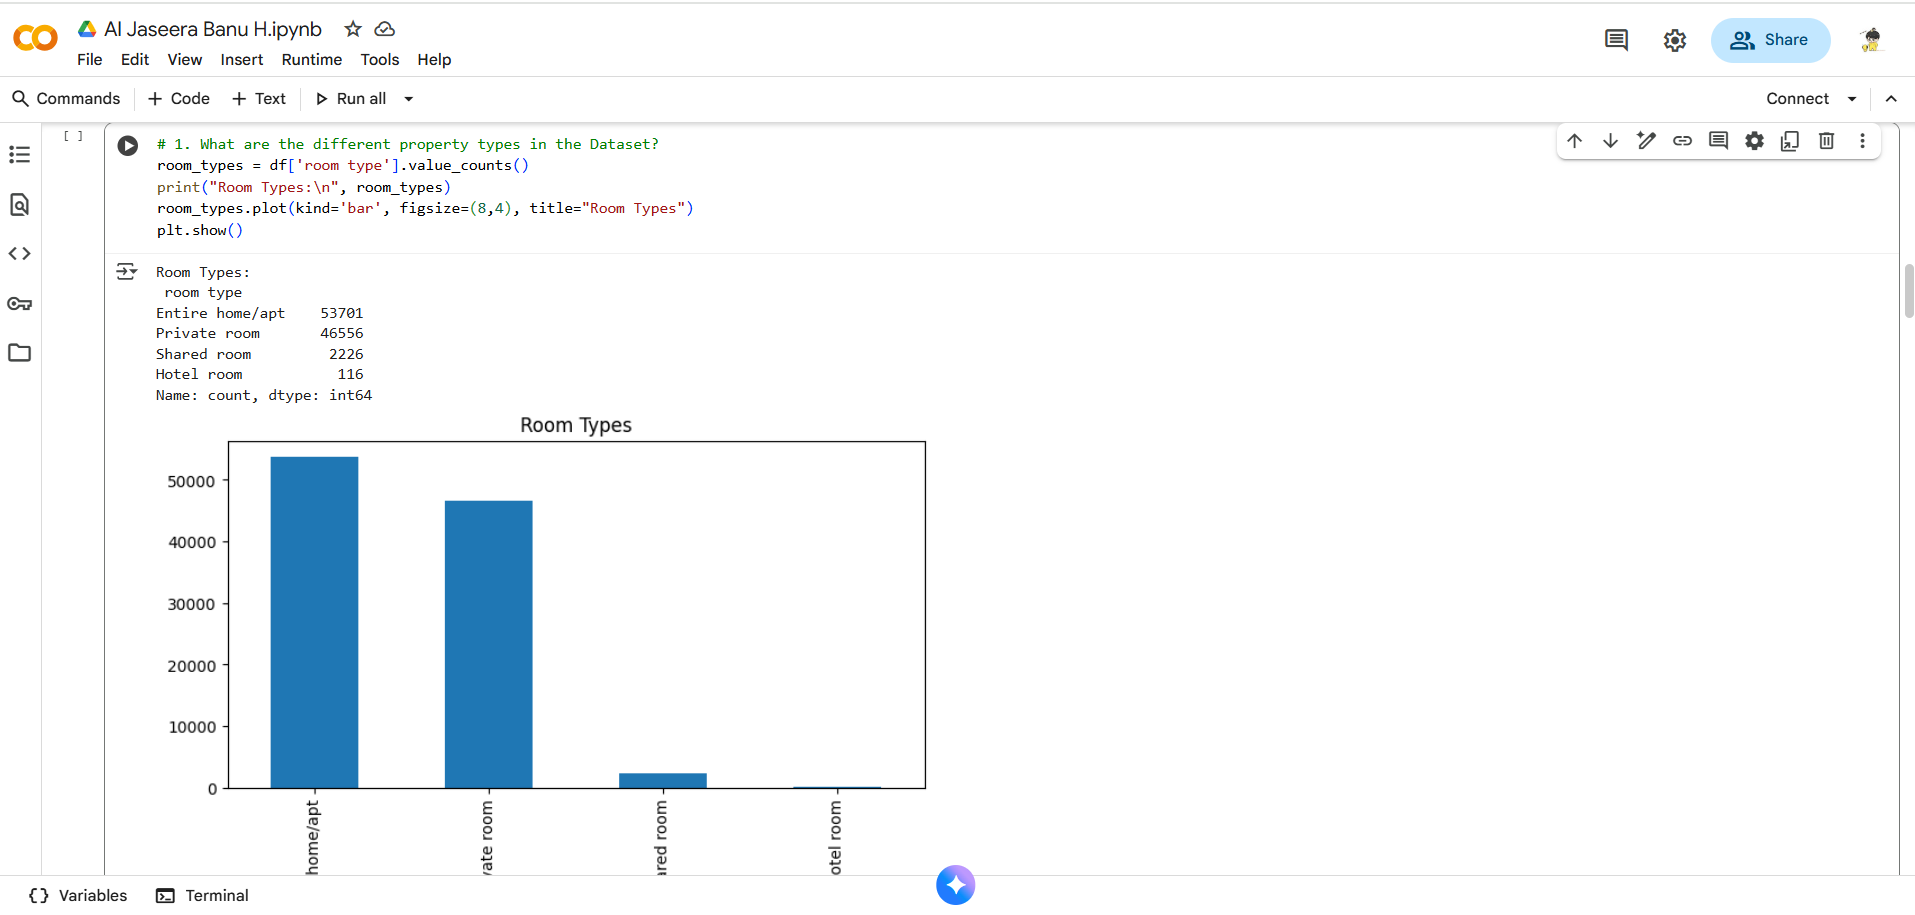 AI Jaseera Banu H.ipynb
File Edit View Insert Runtime Tools Help
Share
Commands + Code + Text Run all
Connect
[ ]
# 1. What are the different property types in the Dataset?
room_types = df['room type'].value_counts()
print("Room Types:\n", room_types)
room_types.plot(kind='bar', figsize=(8,4), title="Room Types")
plt.show()
Room Types:
room type
Entire home/apt 53701
Private room 46556
Shared room 2226
Hotel room 116
Name: count, dtype: int64
Room Types
50000
40000
30000
20000
10000
0
home/apt
vate room
ared room
otel room
Variables
Terminal